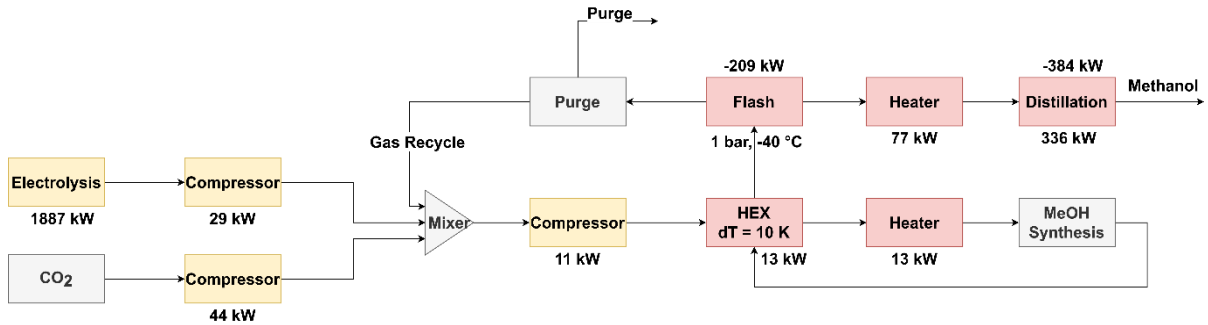 Purge
-209 kW
-384 kW
Purge
Flash
Heater
Distillation
Methanol
1 bar, -40 °C
77 kW
336 kW
Gas Recycle
Electrolysis
Compressor
1887 kW
29 kW
Mixer
Compressor
11 kW
HEX
dT = 10 K
13 kW
Heater
13 kW
MeOH
Synthesis
CO2
Compressor
44 kW